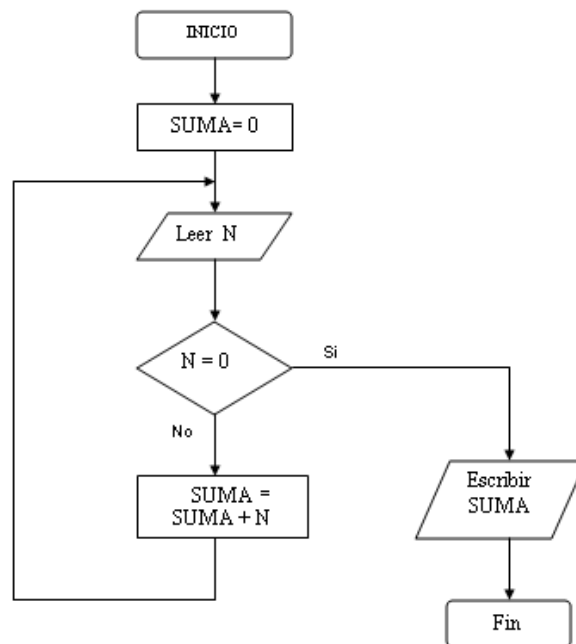 INICIO
SUMA= 0
Leer N
N = 0
Si
No
SUMA =
SUMA + N
Escribir
SUMA
Fin